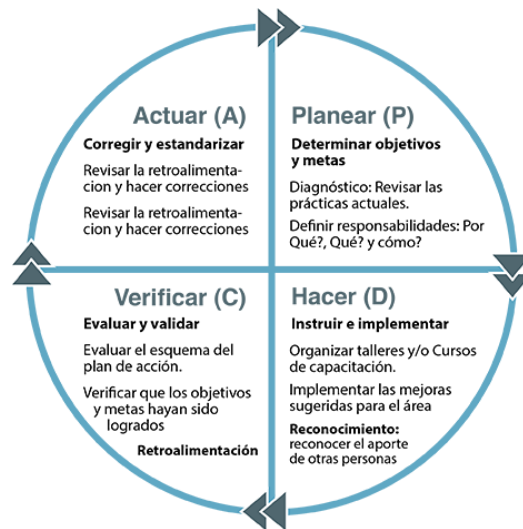 Actuar (A)
Corregir y estandarizar
Revisar la retroalimenta-
cion y hacer correcciones
Revisar la retroalimenta-
cion y hacer correcciones
Planear (P)
Determinar objetivos
y metas
Diagnóstico: Revisar las
prácticas actuales.
Definir responsabilidades: Por
Qué?, Qué? y cómo?
Verificar (C)
Evaluar y validar
Evaluar el esquema del
plan de acción.
Verificar que los objetivos
y metas hayan sido
logrados
Retroalimentación
Hacer (D)
Instruir e implementar
Organizar talleres y/o Cursos
de capacitación.
Implementar las mejoras
sugeridas para el área
Reconocimiento:
reconocer el aporte
de otras personas